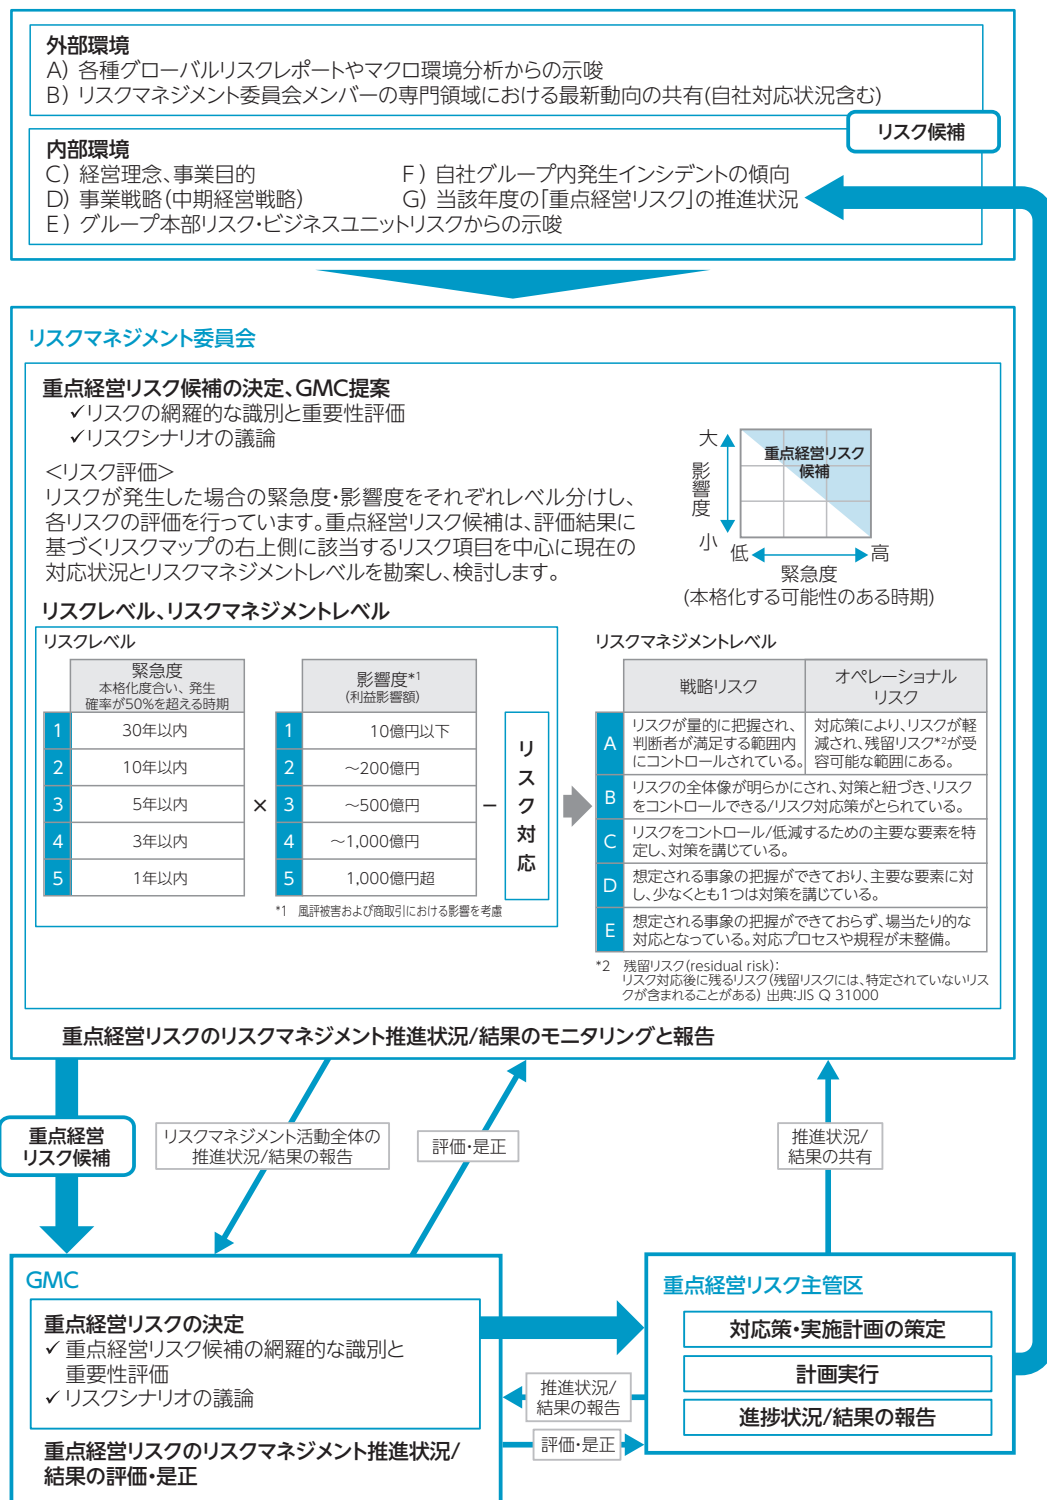 外部環境
A) 各種グローバルリスクレポートやマクロ環境分析からの示唆
B) リスクマネジメント委員会メンバーの専門領域における最新動向の共有(自社対応状況含む)
リスク候補
内部環境
C) 経営理念、事業目的
D) 事業戦略(中期経営戦略)
E) グループ本部リスク・ビジネスユニットリスクからの示唆
F) 自社グループ内発生インシデントの傾向
G) 当該年度の「重点経営リスク」の推進状況
リスクマネジメント委員会
重点経営リスク候補の決定、GMC提案
✓リスクの網羅的な識別と重要性評価
✓リスクシナリオの議論
<リスク評価>
リスクが発生した場合の緊急度・影響度をそれぞれレベル分けし、
各リスクの評価を行っています。重点経営リスク候補は、評価結果に
基づくリスクマップの右上側に該当するリスク項目を中心に現在の
対応状況とリスクマネジメントレベルを勘案し、検討します。
大
影響度
小
重点経営リスク
候補
低
高
緊急度
(本格化する可能性のある時期)
リスクレベル、リスクマネジメントレベル
リスクレベル
緊急度
本格化度合い、発生
確率が50%を超える時期
1 30年以内
2 10年以内
3 5年以内
4 3年以内
5 1年以内
×
影響度*1
(利益影響額)
1 10億円以下
2 ～200億円
3 ～500億円
4 ～1,000億円
5 1,000億円超
*1 風評被害および商取引における影響を考慮
−
リスク対応
リスクマネジメントレベル
戦略リスク
オペレーショナル
リスク
A
リスクが量的に把握され、
判断者が満足する範囲内
にコントロールされている。
対応策により、リスクが軽
減され、残留リスク*2が受
容可能な範囲にある。
B
リスクの全体像が明らかにされ、対策と紐づき、リスク
をコントロールできる/リスク対応策がとられている。
C
リスクをコントロール/低減するための主要な要素を特
定し、対策を講じている。
D
想定される事象の把握ができており、主要な要素に対
し、少なくとも1つは対策を講じている。
E
想定される事象の把握ができておらず、場当たり的な
対応となっている。対応プロセスや規程が未整備。
*2 残留リスク(residual risk):
リスク対応後に残るリスク(残留リスクには、特定されていないリス
クが含まれることがある) 出典:JIS Q 31000
重点経営リスクのリスクマネジメント推進状況/結果のモニタリングと報告
重点経営
リスク候補
リスクマネジメント活動全体の
推進状況/結果の報告
評価・是正
推進状況/
結果の共有
GMC
重点経営リスクの決定
✓ 重点経営リスク候補の網羅的な識別と
重要性評価
✓ リスクシナリオの議論
重点経営リスクのリスクマネジメント推進状況/
結果の評価・是正
推進状況/
結果の報告
評価・是正
重点経営リスク主管区
対応策・実施計画の策定
計画実行
進捗状況/結果の報告